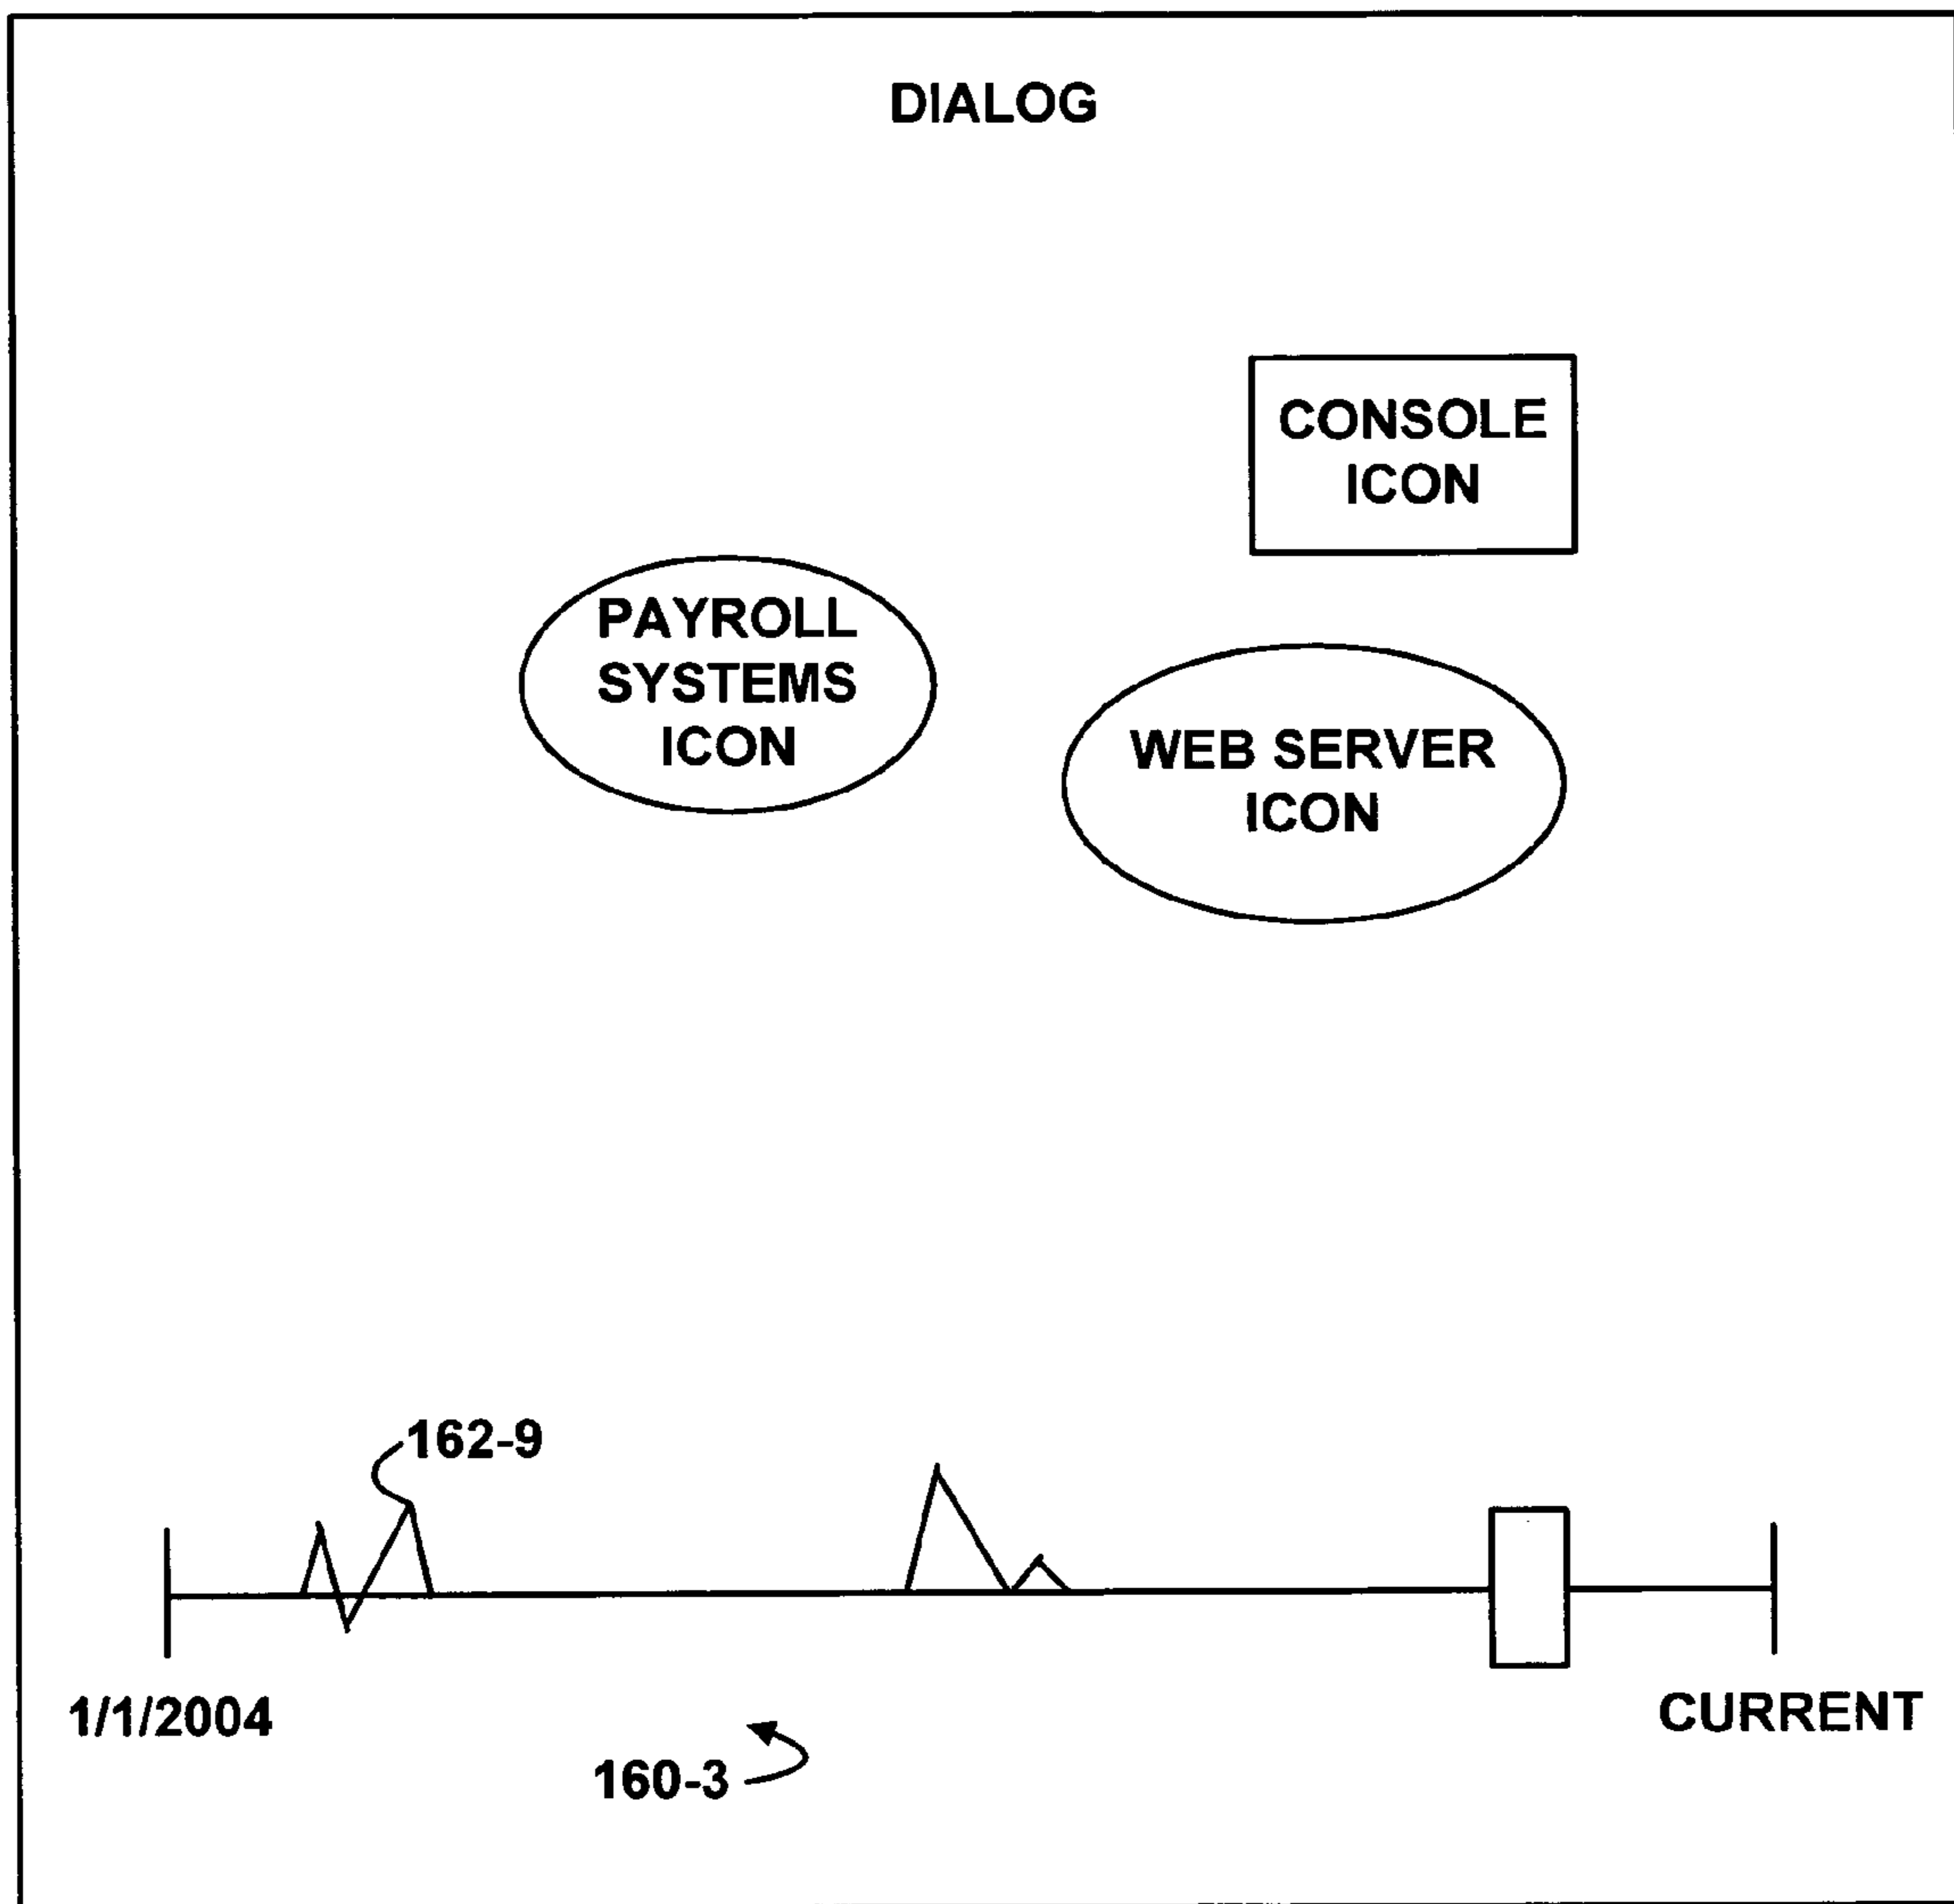 DIALOG
CONSOLE
ICON
PAYROLL
SYSTEMS
ICON
WEB SERVER
ICON
162-9
1/1/2004
CURRENT
160-3